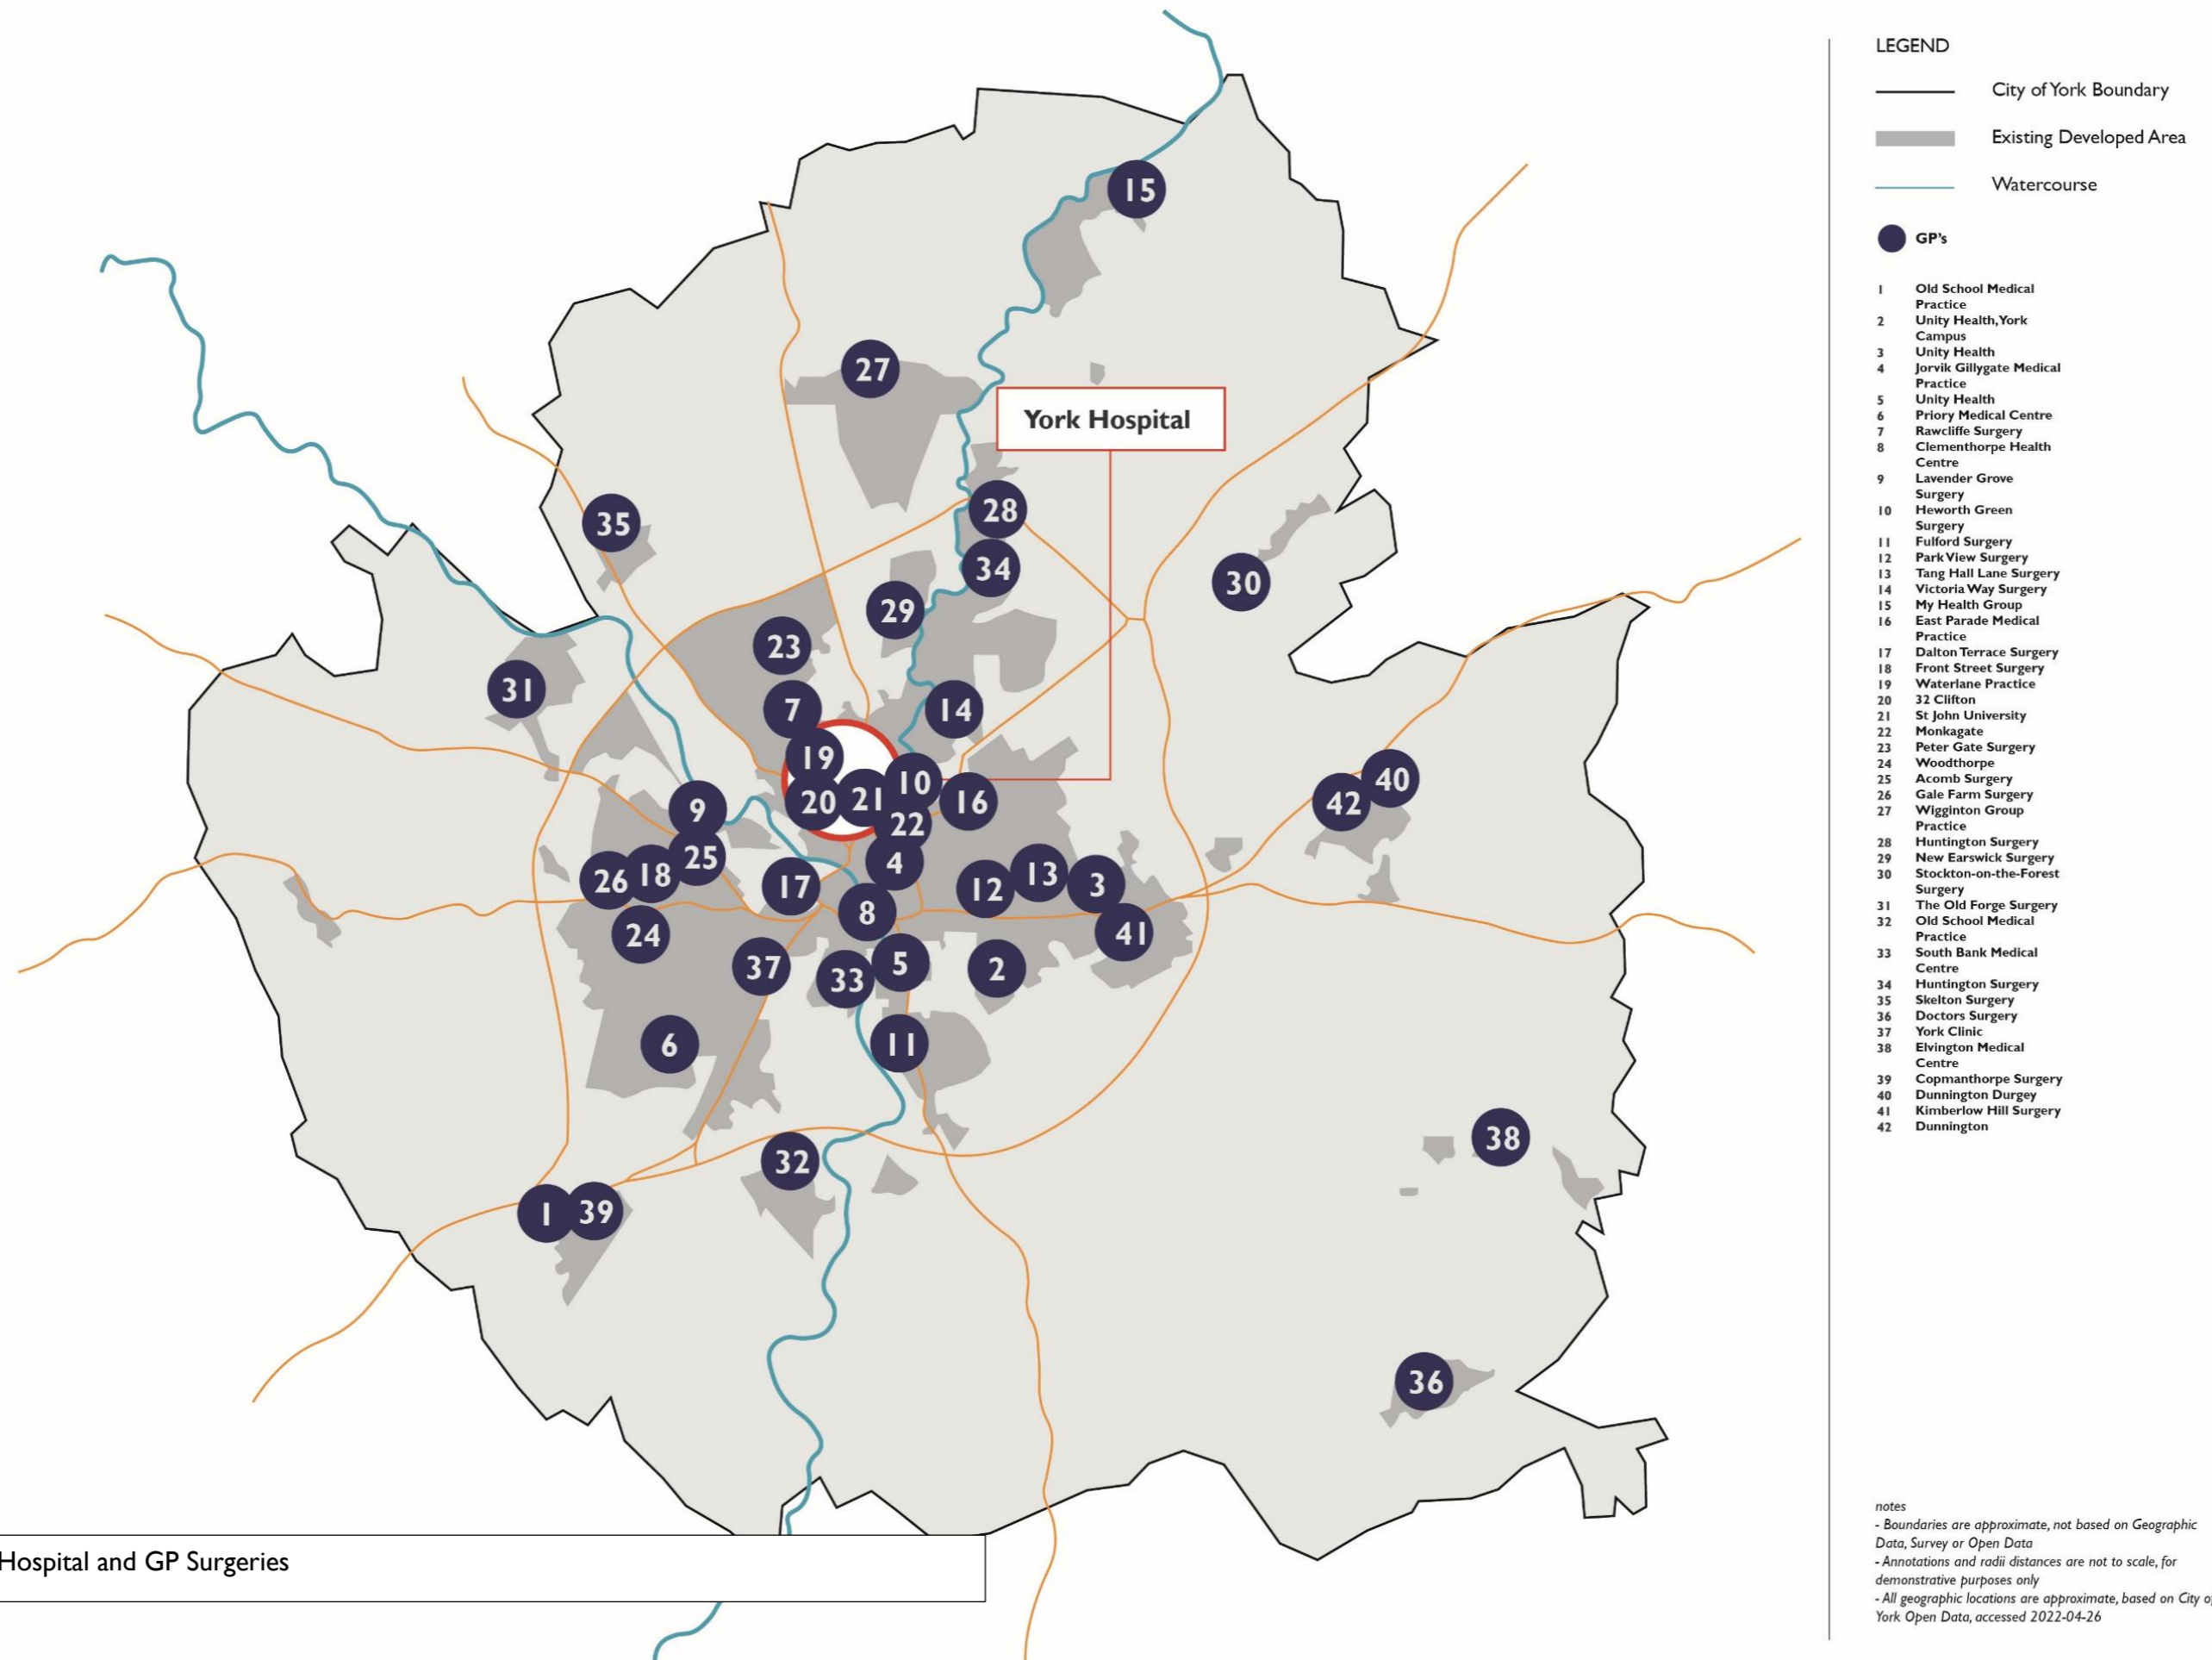 15
27
York Hospital
28
35
34
30
29
23
31
7
14
19
10
40
20
21
16
42
9
22
25
4
13
26
18
17
12
3
8
24
41
37
33
5
2
6
11
38
32
1
39
36
Hospital and GP Surgeries
LEGEND
City of York Boundary
Existing Developed Area
Watercourse
GP's
1 Old School Medical
Practice
2 Unity Health, York
Campus
3 Unity Health
4 Jorvik Gillygate Medical
Practice
5 Unity Health
6 Priory Medical Centre
7 Rawcliffe Surgery
8 Clementhorpe Health
Centre
9 Lavender Grove
Surgery
10 Heworth Green
Surgery
11 Fulford Surgery
12 Park View Surgery
13 Tang Hall Lane Surgery
14 Victoria Way Surgery
15 My Health Group
16 East Parade Medical
Practice
17 Dalton Terrace Surgery
18 Front Street Surgery
19 Waterlane Practice
20 32 Clifton
21 St John University
22 Monkagate
23 Peter Gate Surgery
24 Woodthorpe
25 Acomb Surgery
26 Gale Farm Surgery
27 Wigginton Group
Practice
28 Huntington Surgery
29 New Earswick Surgery
30 Stockton-on-the-Forest
Surgery
31 The Old Forge Surgery
32 Old School Medical
Practice
33 South Bank Medical
Centre
34 Huntington Surgery
35 Skelton Surgery
36 Doctors Surgery
37 York Clinic
38 Elvington Medical
Centre
39 Copmanthorpe Surgery
40 Dunnington Durgey
41 Kimberlow Hill Surgery
42 Dunnington
notes
- Boundaries are approximate, not based on Geographic
Data, Survey or Open Data
- Annotations and radii distances are not to scale, for
demonstrative purposes only
- All geographic locations are approximate, based on City of
York Open Data, accessed 2022-04-26